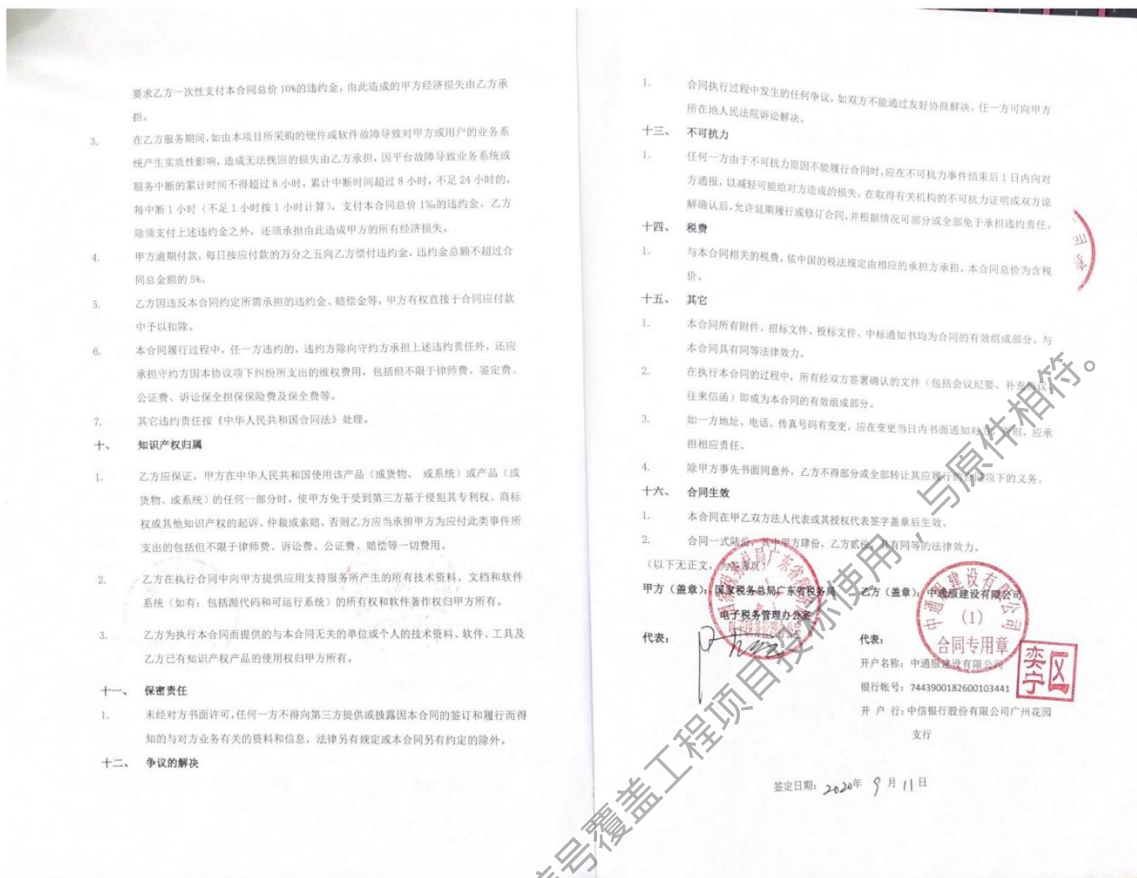 要求乙方一次性支付本合同总价 10%的违约金,由此造成的甲方经济损失由乙方承
担。
3. 在乙方服务期间,如由本项目所采购的硬件或软件故障导致对甲方或用户的业务系
统产生实质性影响,造成无法挽回的损失由乙方承担,因平台故障导致业务系统或
服务中断的累计时间不得超过 8 小时,累计中断时间超过 8 小时,不足 24 小时的,
每中断 1 小时(不足 1 小时按 1 小时计算),支付本合同总价 1‰的违约金。乙方
除须支付上述违约金之外,还须承担由此造成甲方的所有经济损失。
4. 甲方逾期付款,每日按应付款的万分之五向乙方偿付违约金,违约金总额不超过合
同总金额的 5%。
5. 乙方因违反本合同约定所需承担的违约金、赔偿金等,甲方有权直接于合同应付款
中予以扣除。
6. 本合同履行过程中,任一方违约的,违约方除向守约方承担上述违约责任外,还应
承担守约方因本协议项下纠纷所支出的维权费用,包括但不限于律师费、鉴定费、
公证费、诉讼保全担保保险费及保全费等。
7. 其它违约责任按《中华人民共和国合同法》处理。
十、 知识产权归属
1. 乙方应保证,甲方在中华人民共和国使用该产品(或货物、 或系统)或产品(或
货物、或系统)的任何一部分时,使甲方免于受到第三方基于侵犯其专利权、商标
权或其他知识产权的起诉、仲裁或索赔,否则乙方应当承担甲方为应付此类事件所
支出的包括但不限于律师费、诉讼费、公证费、赔偿等一切费用。
2. 乙方在执行合同中向甲方提供应用支持服务所产生的所有技术资料、文档和软件
系统(如有;包括源代码和可运行系统)的所有权和软件著作权归甲方所有。
3. 乙方为执行本合同而提供的与本合同无关的单位或个人的技术资料、软件、工具及
乙方已有知识产权产品的使用权归甲方所有。
十一、 保密责任
1. 未经对方书面许可,任何一方不得向第三方提供或披露因本合同的签订和履行而得
知的与对方业务有关的资料和信息,法律另有规定或本合同另有约定的除外。
十二、 争议的解决
1. 合同执行过程中发生的任何争议,如双方不能通过友好协商解决,任一方可向甲方
所在地人民法院诉讼解决。
十三、 不可抗力
1. 任何一方由于不可抗力原因不能履行合同时,应在不可抗力事件结束后 1 日内向对
方通报,以减轻可能给对方造成的损失,在取得有关机构的不可抗力证明或双方谅
解确认后,允许延期履行或修订合同,并根据情况可部分或全部免于承担违约责任。
十四、 税费
1. 与本合同相关的税费,依中国的税法规定由相应的承担方承担,本合同总价为含税
价。
十五、 其它
1. 本合同所有附件、招标文件、投标文件、中标通知书均为合同的有效组成部分,与
本合同具有同等法律效力。
2. 在执行本合同的过程中,所有经双方签署确认的文件(包括会议纪要、补充协议、
往来信函)即成为本合同的有效组成部分。
3. 如一方地址、电话、传真号码有变更,应在变更当日内书面通知对方,否则,应承
担相应责任。
4. 除甲方事先书面同意外,乙方不得部分或全部转让其应履行的合同项下的义务。
十六、 合同生效
1. 本合同在甲乙双方法人代表或其授权代表签字盖章后生效。
2. 合同一式陆份,其中甲方肆份,乙方贰份,具有同等的法律效力。
(以下无正文,为签署页)
甲方(盖章):国家税务总局广东省税务局
电子税务管理办公室
代表:
乙方(盖章):中通服建设有限公司
代表:
开户名称:中通服建设有限公司
银行帐号:7443900182600103441
开 户 行:中信银行股份有限公司广州花园
支行
签定日期:2020年 9 月 11 日
中通服建设有限公司
(1)
合同专用章
区奕宁
信号覆盖工程项目投标使用,与原件相符。